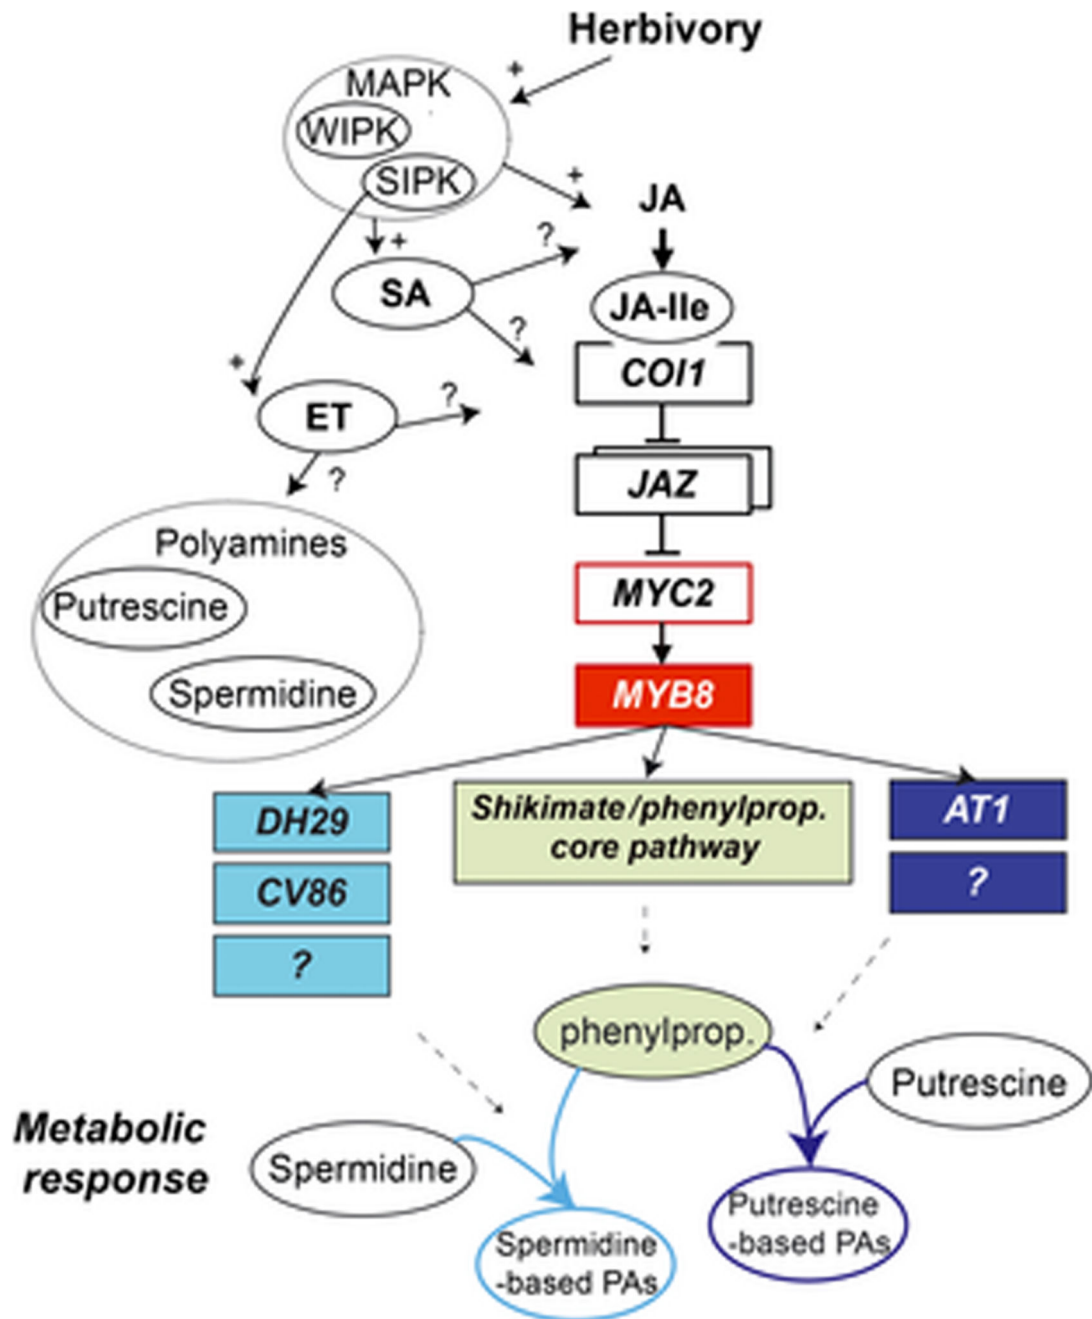 Herbivory
+
MAPK
WIPK
SIPK
+
JA
+
?
SA
JA-Ile
?
COI1
+
ET
?
?
JAZ
Polyamines
Putrescine
MYC2
Spermidine
MYB8
DH29
Shikimate/phenylprop.
core pathway
AT1
CV86
?
?
phenylprop.
Putrescine
Metabolic
response
Spermidine
Putrescine
-based PAs
Spermidine
-based PAs